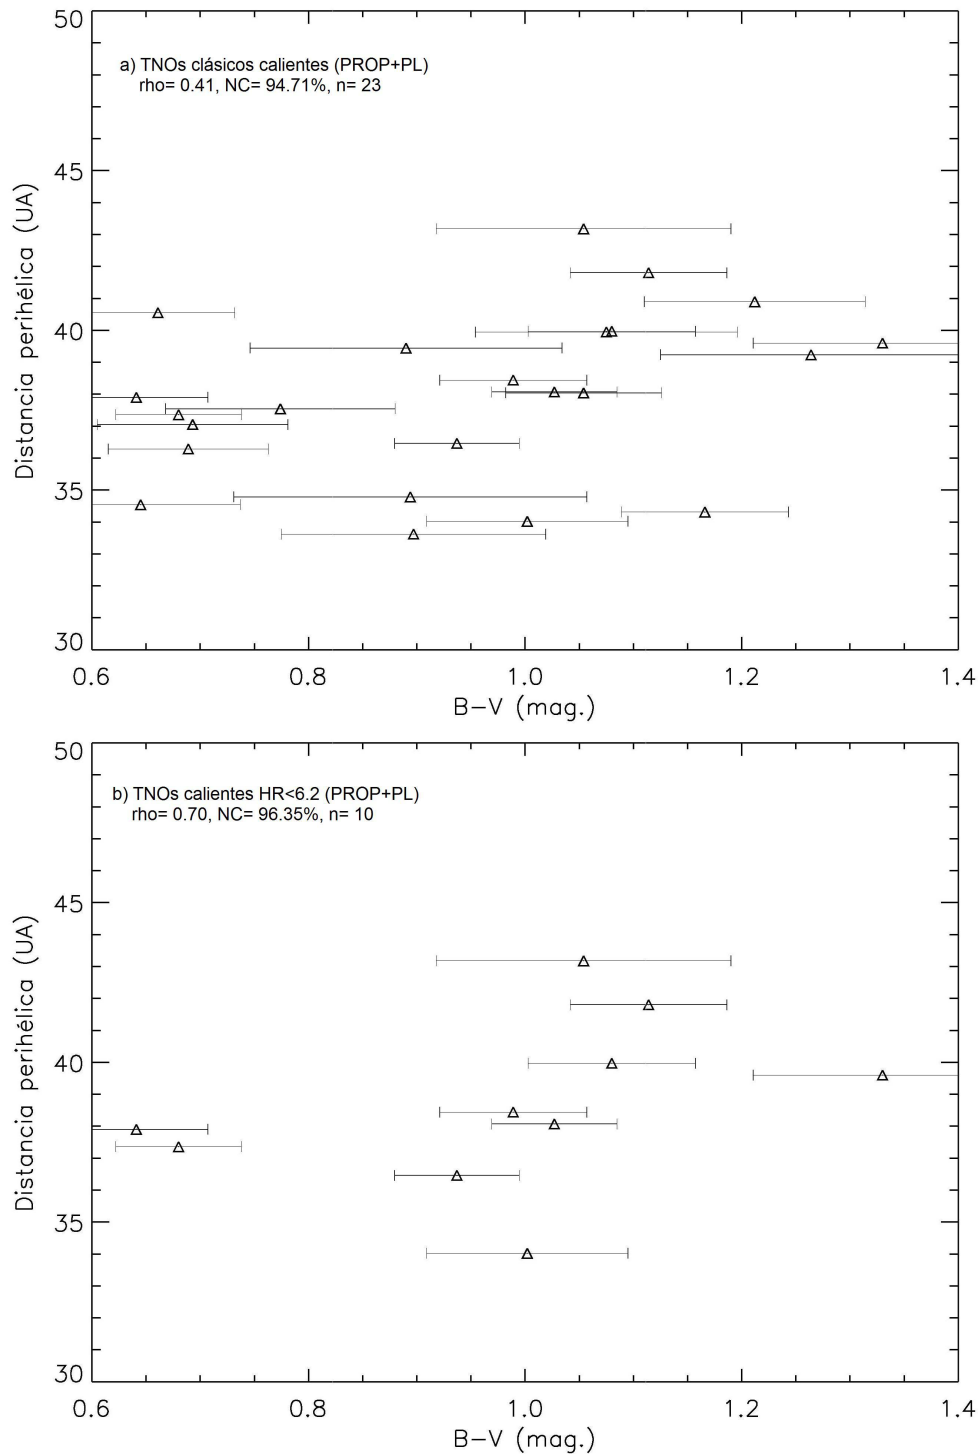 50
a) TNOs clásicos calientes (PROP+PL)
rho= 0.41, NC= 94.71%, n= 23
45
40
35
30
Distancia perihélica (UA)
0.6 0.8 1.0 1.2 1.4
B−V (mag.)
50
b) TNOs calientes HR<6.2 (PROP+PL)
rho= 0.70, NC= 96.35%, n= 10
45
40
35
30
Distancia perihélica (UA)
0.6 0.8 1.0 1.2 1.4
B−V (mag.)